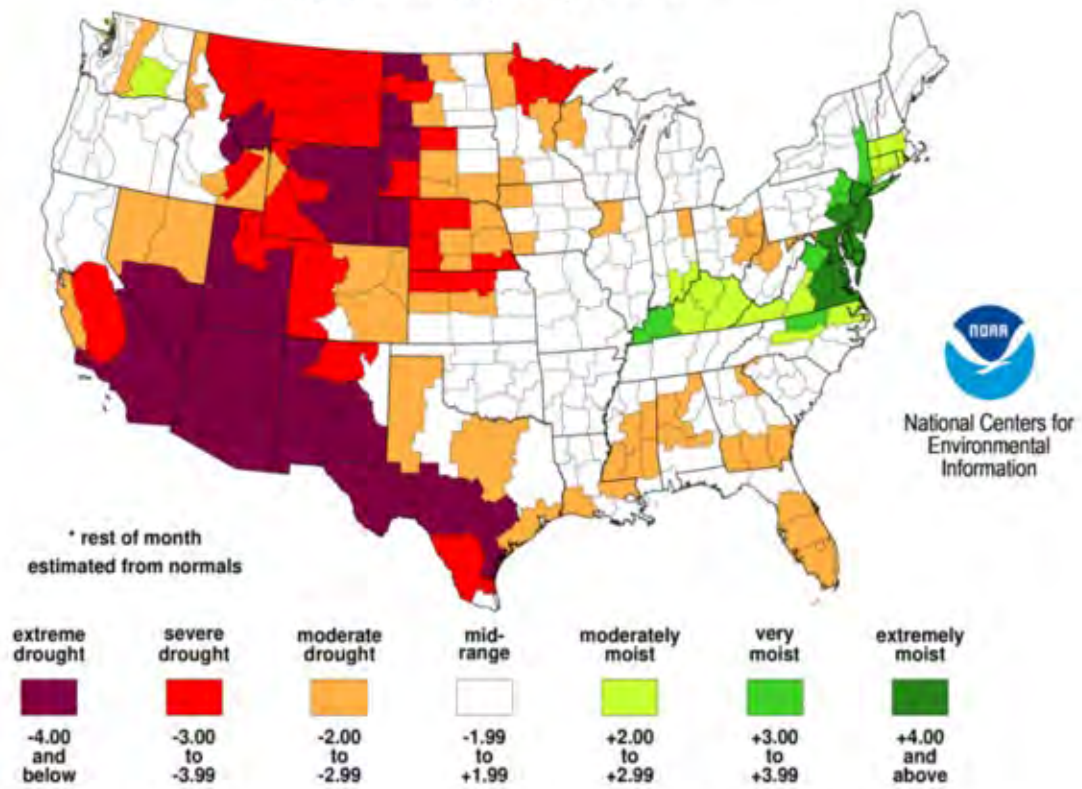 NOAA
National Centers for
Environmental
Information
* rest of month
estimated from normals
extreme
drought
severe
drought
moderate
drought
mid-
range
moderately
moist
very
moist
extremely
moist
-4.00
and
below
-3.00
to
-3.99
-2.00
to
-2.99
-1.99
to
+1.99
+2.00
to
+2.99
+3.00
to
+3.99
+4.00
and
above